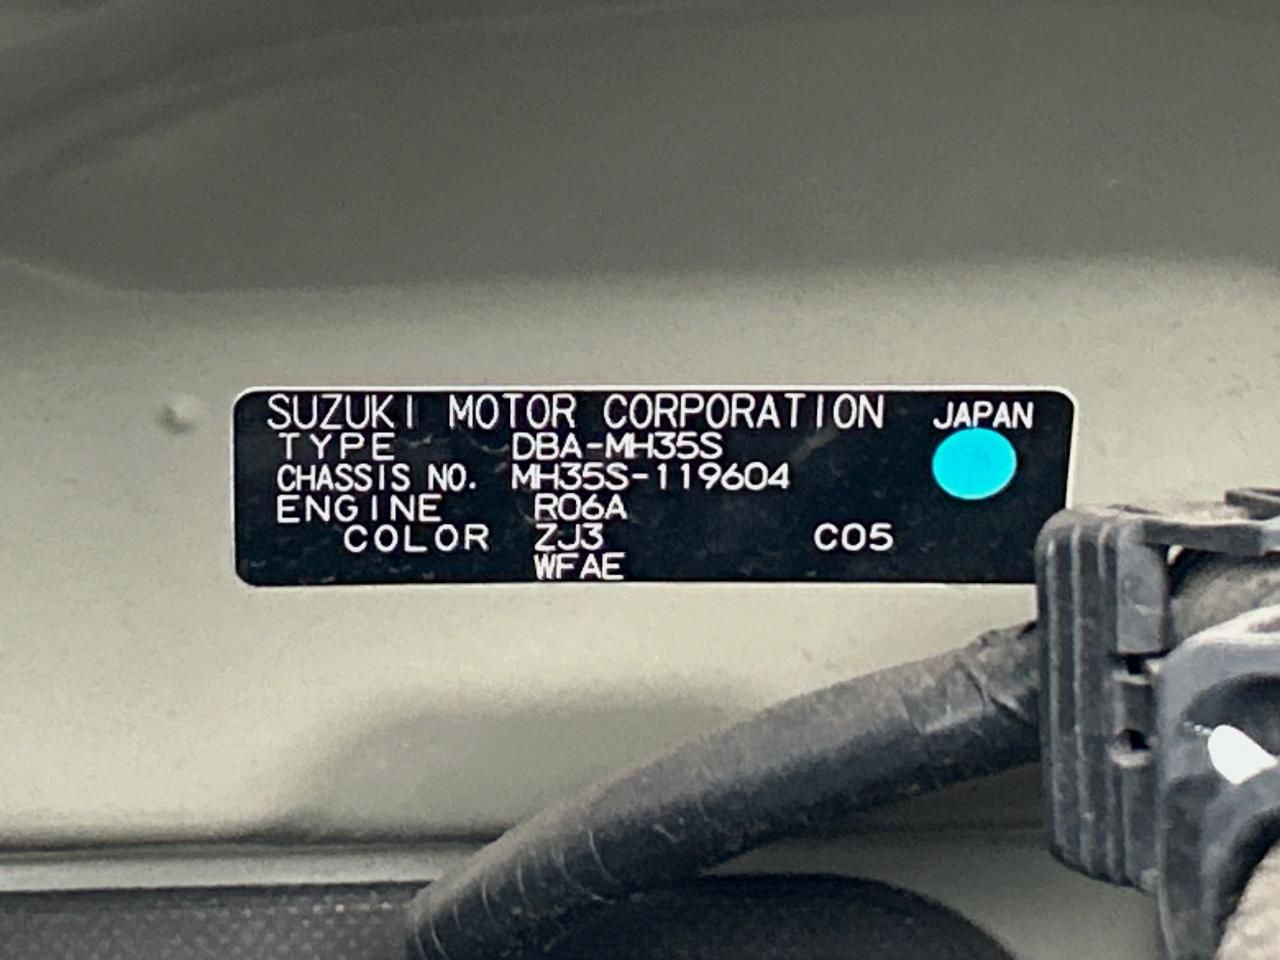 SUZUKI MOTOR CORPORATION JAPAN
TYPE DBA-MH35S
CHASSIS NO. MH35S-119604
ENGINE R06A
COLOR ZJ3 C05
WFAE